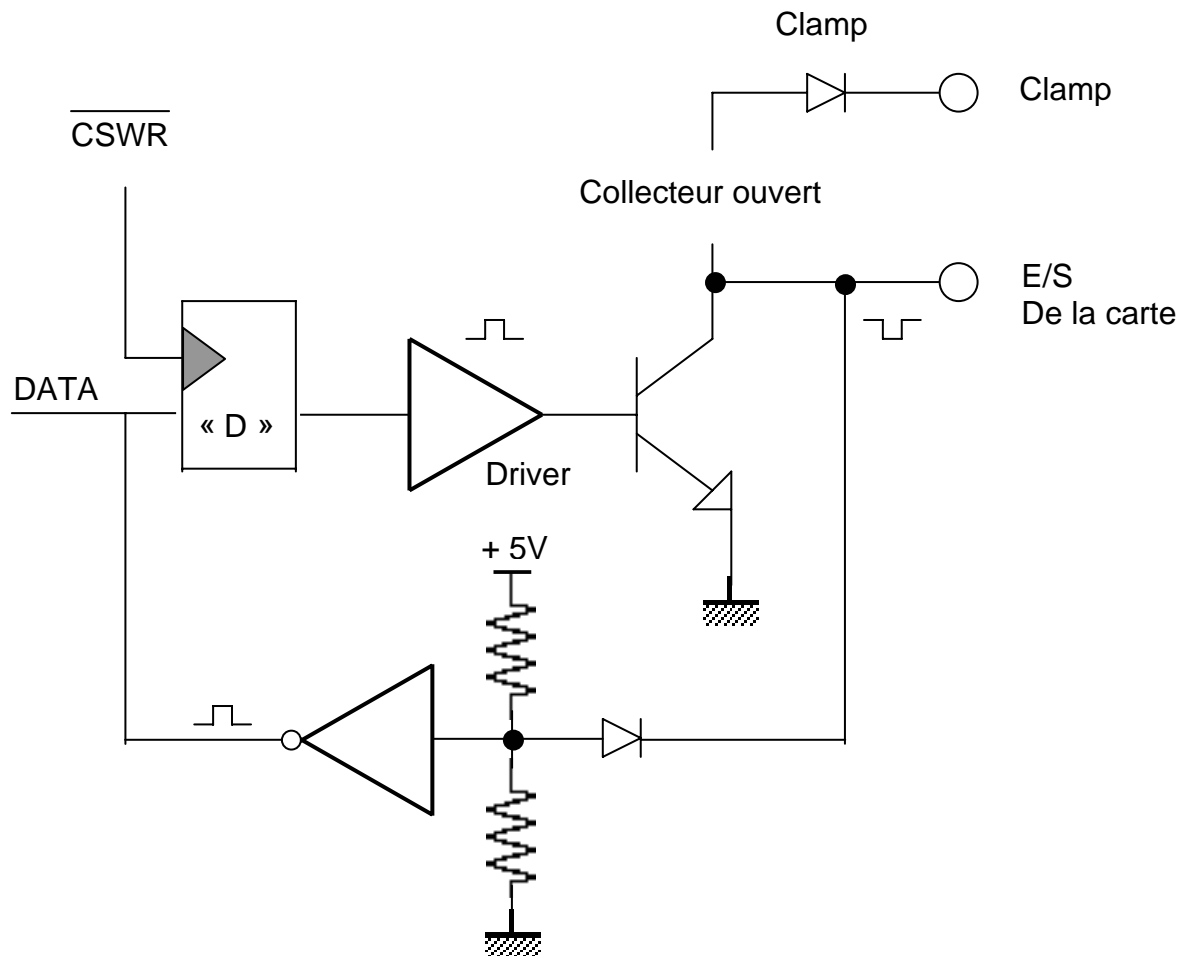 Clamp
Clamp
CSWR
Collecteur ouvert
E/S
De la carte
DATA
« D »
Driver
+ 5V